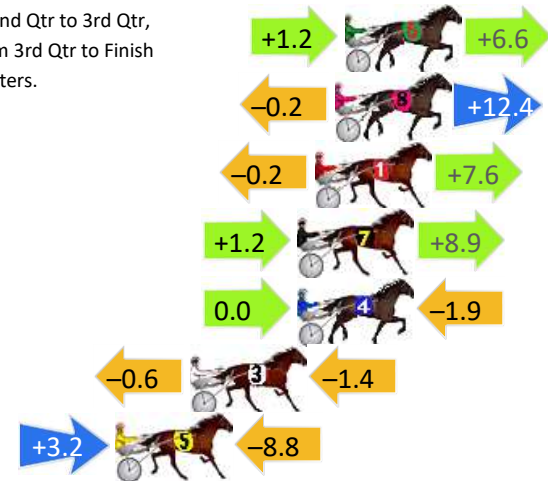 nd Qtr to 3rd Qtr,
3rd Qtr to Finish
ters.
+1.2 +6.6
–0.2 8 +12.4
–0.2 1 +7.6
+1.2 7 +8.9
0.0 4 –1.9
–0.6 3 –1.4
+3.2 5 –8.8